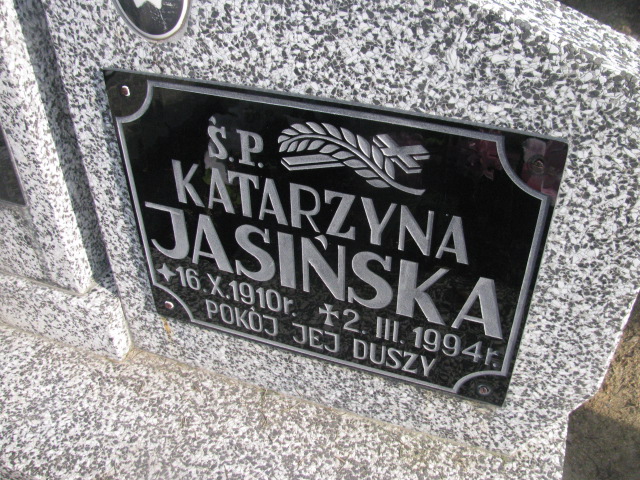 Ś.P.
KATARZYNA
JASIŃSKA
16.X.1910r. 2.III.1994r.
POKÓJ JEJ DUSZY